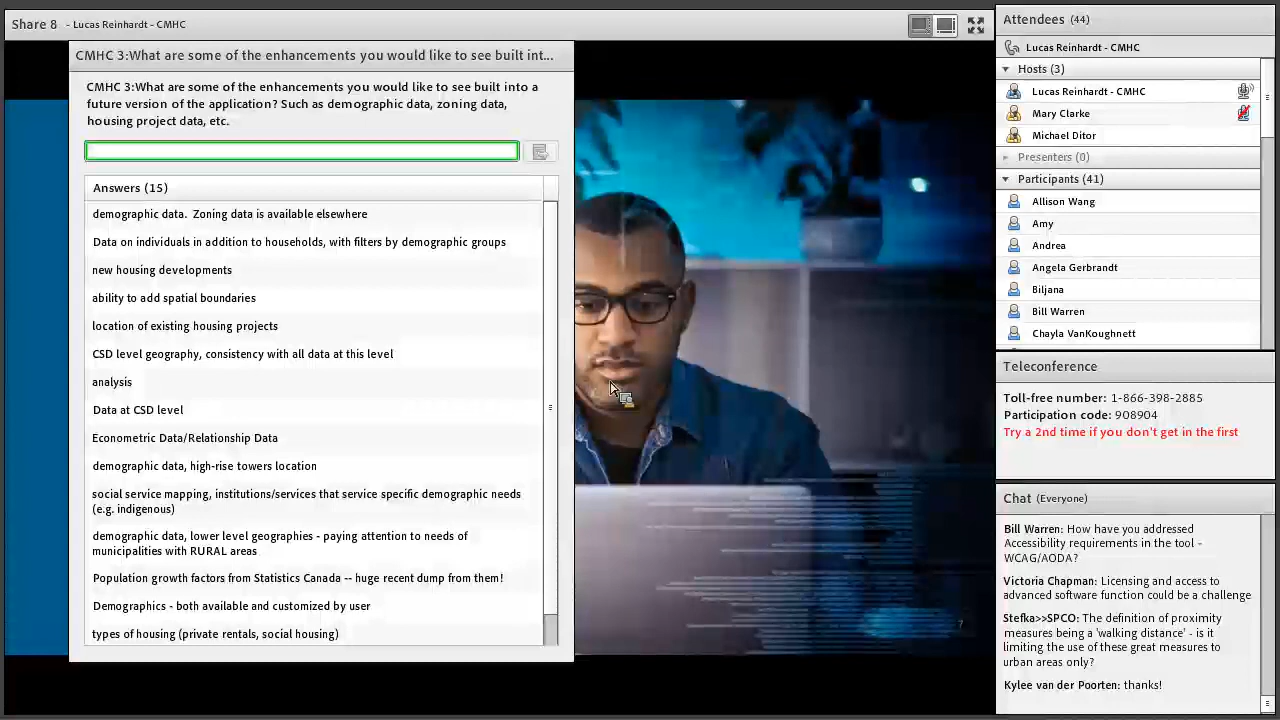 Share 8 - Lucas Reinhardt - CMHC
CMHC 3:What are some of the enhancements you would like to see built int...
CMHC 3:What are some of the enhancements you would like to see built into a
future version of the application? Such as demographic data, zoning data,
housing project data, etc.
Answers (15)
demographic data.  Zoning data is available elsewhere
Data on individuals in addition to households, with filters by demographic groups
new housing developments
ability to add spatial boundaries
location of existing housing projects
CSD level geography, consistency with all data at this level
analysis
Data at CSD level
Econometric Data/Relationship Data
demographic data, high-rise towers location
social service mapping, institutions/services that service specific demographic needs
(e.g. indigenous)
demographic data, lower level geographies - paying attention to needs of
municipalities with RURAL areas
from Statistics Canada -- huge recent dump from them!
Demographics - both available and customized by user
types of housing (private rentals, social housing)
7
Attendees (44)
Lucas Reinhardt - CMHC
Hosts (3)
Lucas Reinhardt - CMHC
Mary Clarke
Michael Ditor
Presenters (0)
Participants (41)
Allison Wang
Amy
Andrea
Angela Gerbrandt
Biljana
Bill Warren
Chayla VanKoughnett
Teleconference
Toll-free number: 1-866-398-2885
Participation code: 908904
Try a 2nd time if you don't get in the first
Chat (Everyone)
Bill Warren: How have you addressed
Accessibility requirements in the tool -
WCAG/AODA?
Victoria Chapman: Licencing and access to
advanced software function could be a challenge
Stefka>>SPCO: The definition of proximity
measures being a walking distance - is it
limiting the use of the great measures to
urban areas only?
Kylee van der Poorten: thanks!